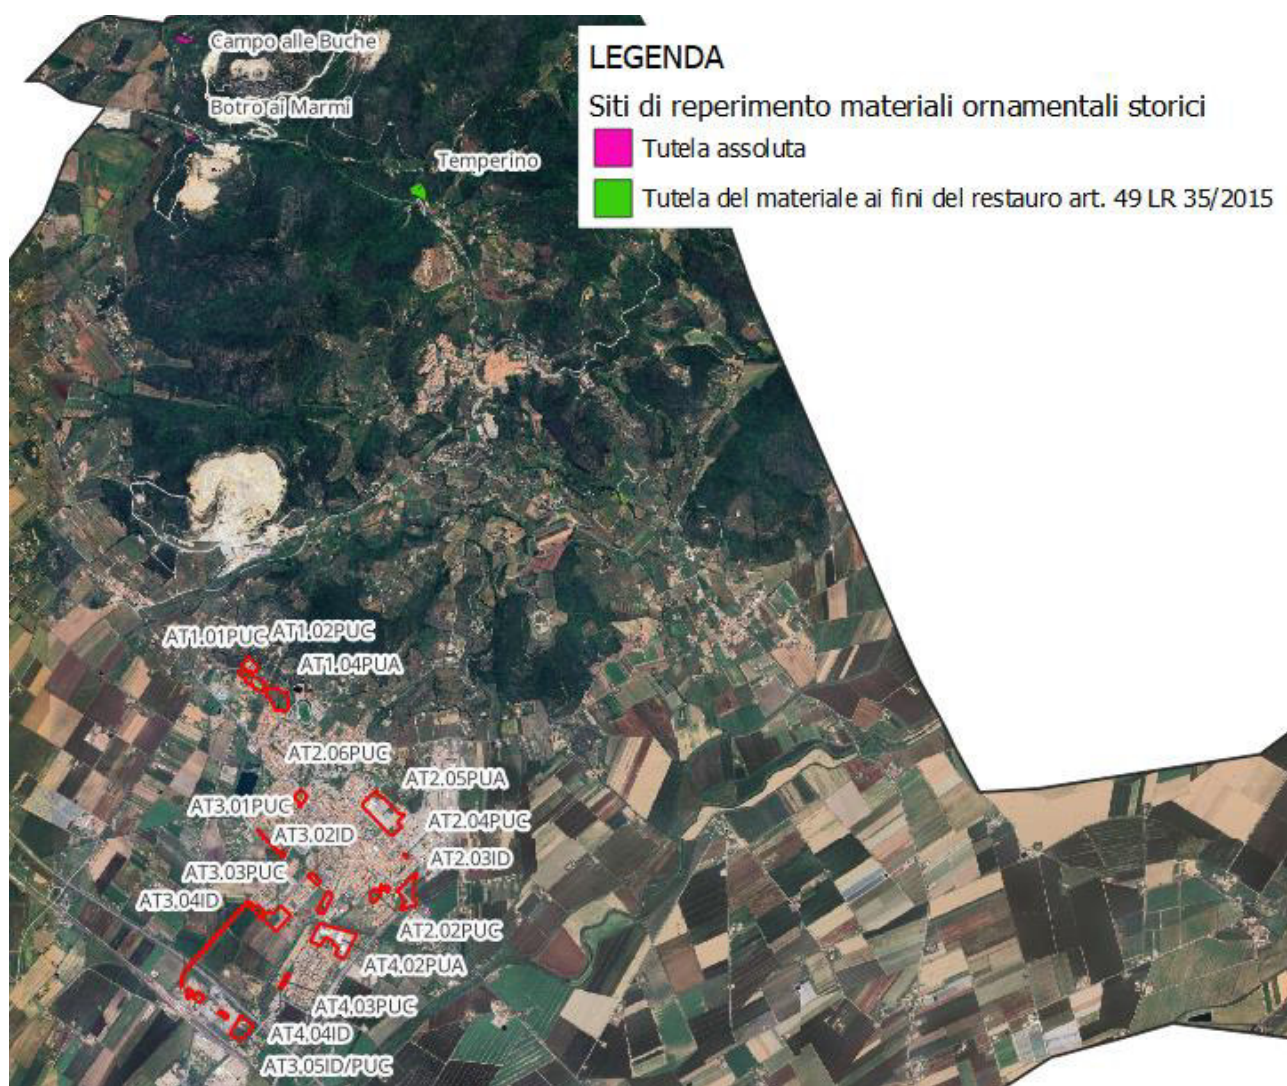 LEGENDA
Siti di reperimento materiali ornamentali storici
Tutela assoluta
Tutela del materiale ai fini del restauro art. 49 LR 35/2015
Campo alle Buche
Botro ai Marmi
Temperino
AT1.01PUC
AT1.02PUC
AT1.04PUA
AT2.06PUC
AT2.05PUA
AT3.01PUC
AT2.04PUC
AT3.02ID
AT2.03ID
AT3.03PUC
AT3.04ID
AT2.02PUC
AT4.02PUA
AT4.03PUC
AT4.04ID
AT3.05ID/PUC